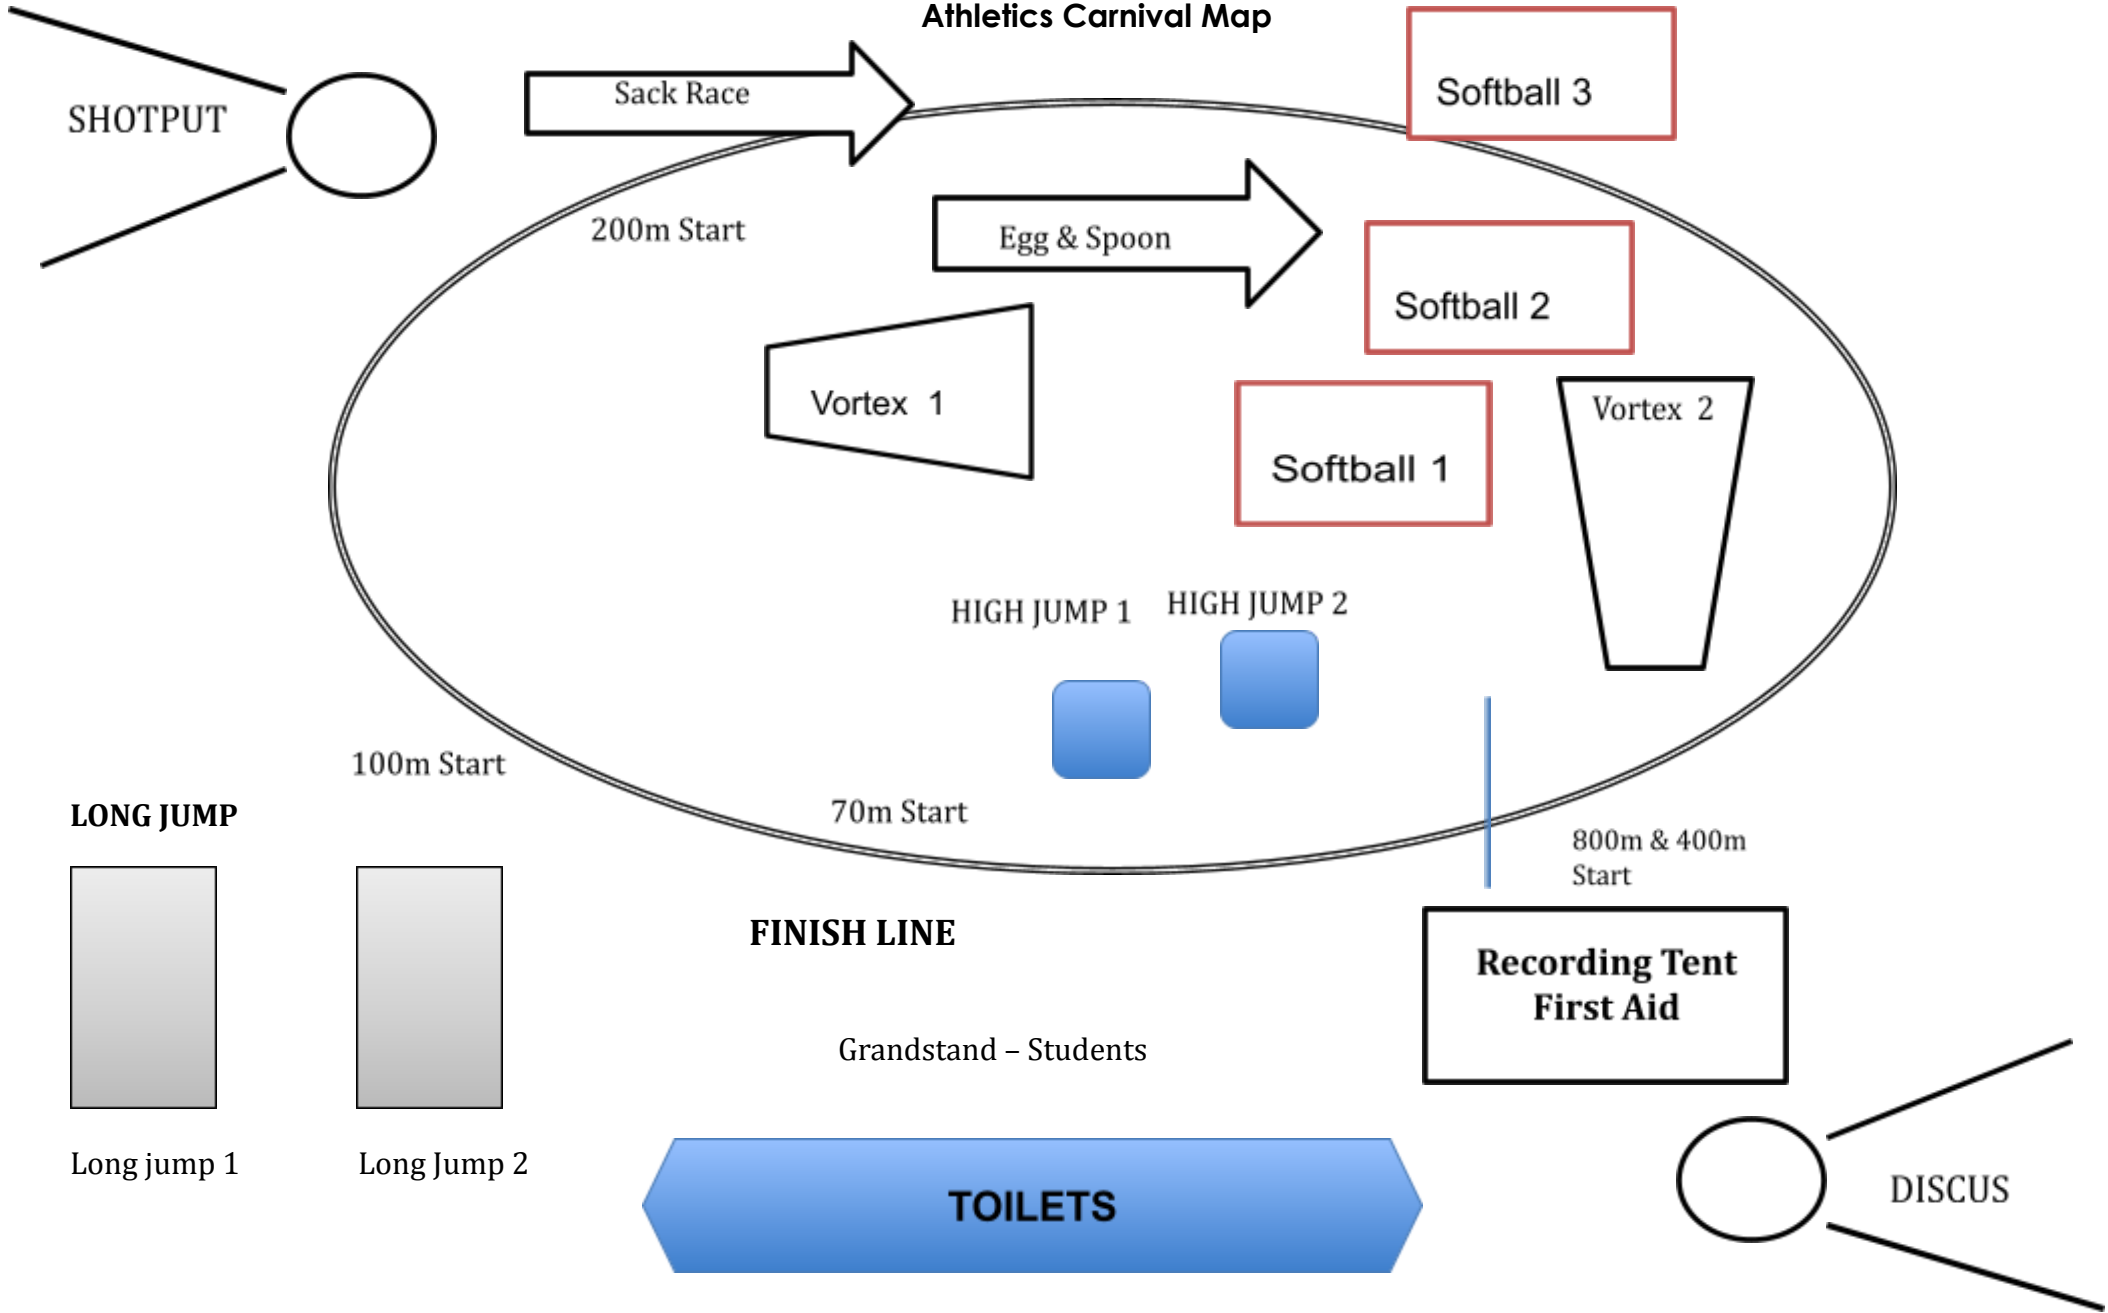 Athletics Carnival Map
Softball 3
Sack Race
SHOTPUT
200m Start
Egg & Spoon
Softball 2
Vortex  1
Vortex  2
Softball 1
HIGH JUMP 1
HIGH JUMP 2
100m Start
70m Start
LONG JUMP
800m & 400m
Start
FINISH LINE
Recording Tent
First Aid
Grandstand – Students
Long jump 1
Long Jump 2
TOILETS
DISCUS